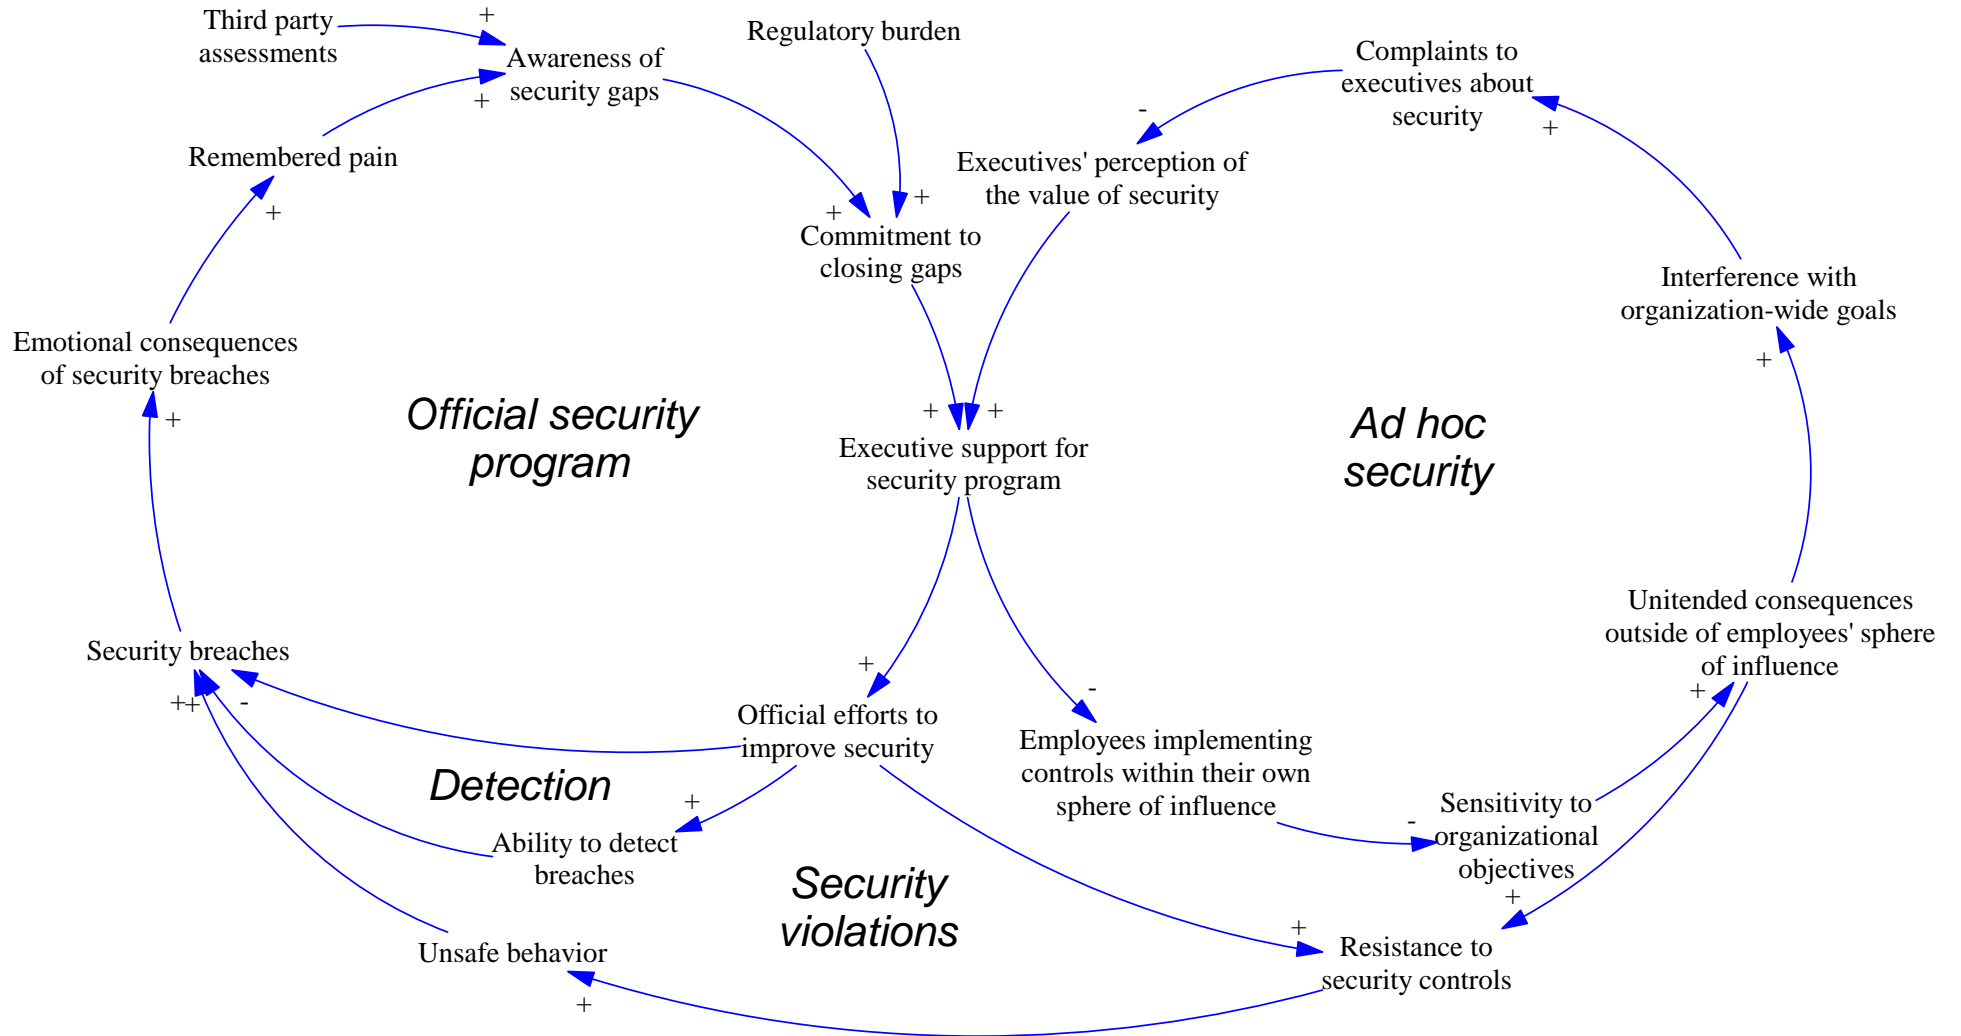 Third party
assessments
+
Awareness of
security gaps
+
Regulatory burden
Complaints to
executives about
security
+
-
Remembered pain
+
Executives' perception of
the value of security
+
+
Commitment to
closing gaps
Interference with
organization-wide goals
+
Emotional consequences
of security breaches
+
Official security
program
+
+
Executive support for
security program
Ad hoc
security
Unitended consequences
outside of employees' sphere
of influence
+
Security breaches
+
+
-
+
Official efforts to
improve security
-
Employees implementing
controls within their own
sphere of influence
Detection
+
Ability to detect
breaches
-
Sensitivity to
organizational
objectives
+
Security
violations
+
Resistance to
security controls
Unsafe behavior
+